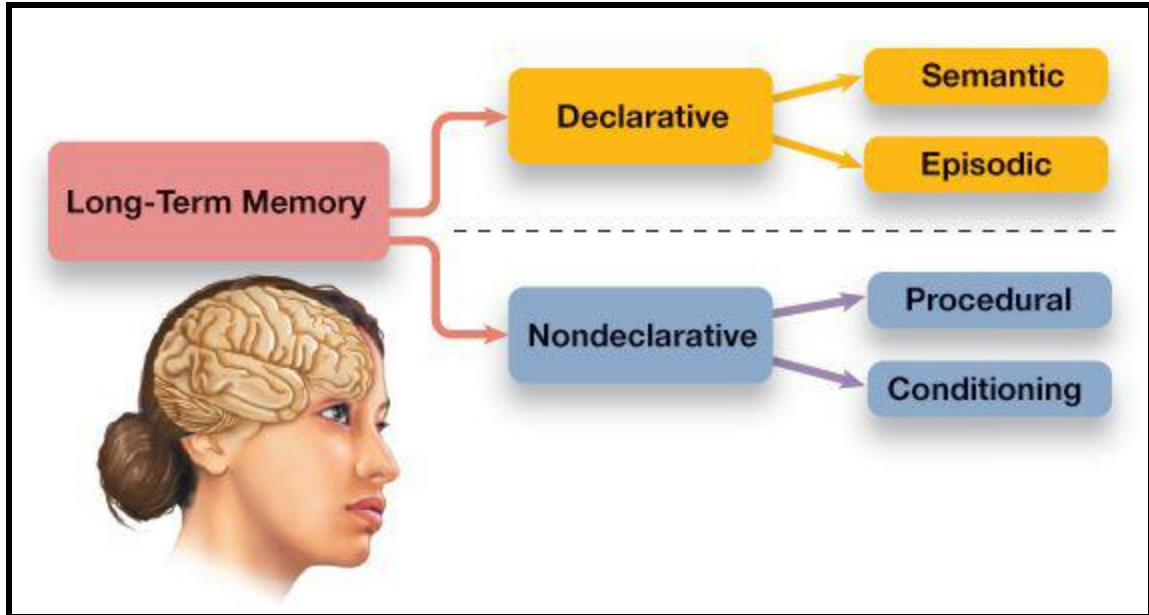 Long-Term Memory
Declarative
Semantic
Episodic
Nondeclarative
Procedural
Conditioning